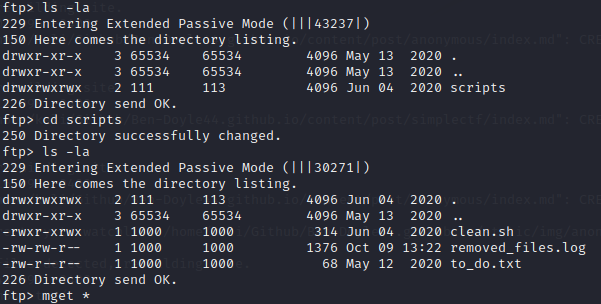 ftp> ls -la
229 Entering Extended Passive Mode (|||43237|)
150 Here comes the directory listing.
drwxr-xr-x    3 65534    65534        4096 May 13  2020 .
drwxr-xr-x    3 65534    65534        4096 May 13  2020 ..
drwxrwxrwx    2 111      113          4096 Jun 04  2020 scripts
226 Directory send OK.
ftp> cd scripts
250 Directory successfully changed.
ftp> ls -la
229 Entering Extended Passive Mode (|||30271|)
150 Here comes the directory listing.
drwxrwxrwx    2 111      113          4096 Jun 04  2020 .
drwxr-xr-x    3 65534    65534        4096 May 13  2020 ..
-rwxr-xrwx    1 1000     1000          314 Jun 04  2020 clean.sh
-rw-rw-r--    1 1000     1000         1376 Oct 09 13:22 removed_files.log
-rw-r--r--    1 1000     1000           68 May 12  2020 to_do.txt
226 Directory send OK.
ftp> mget *